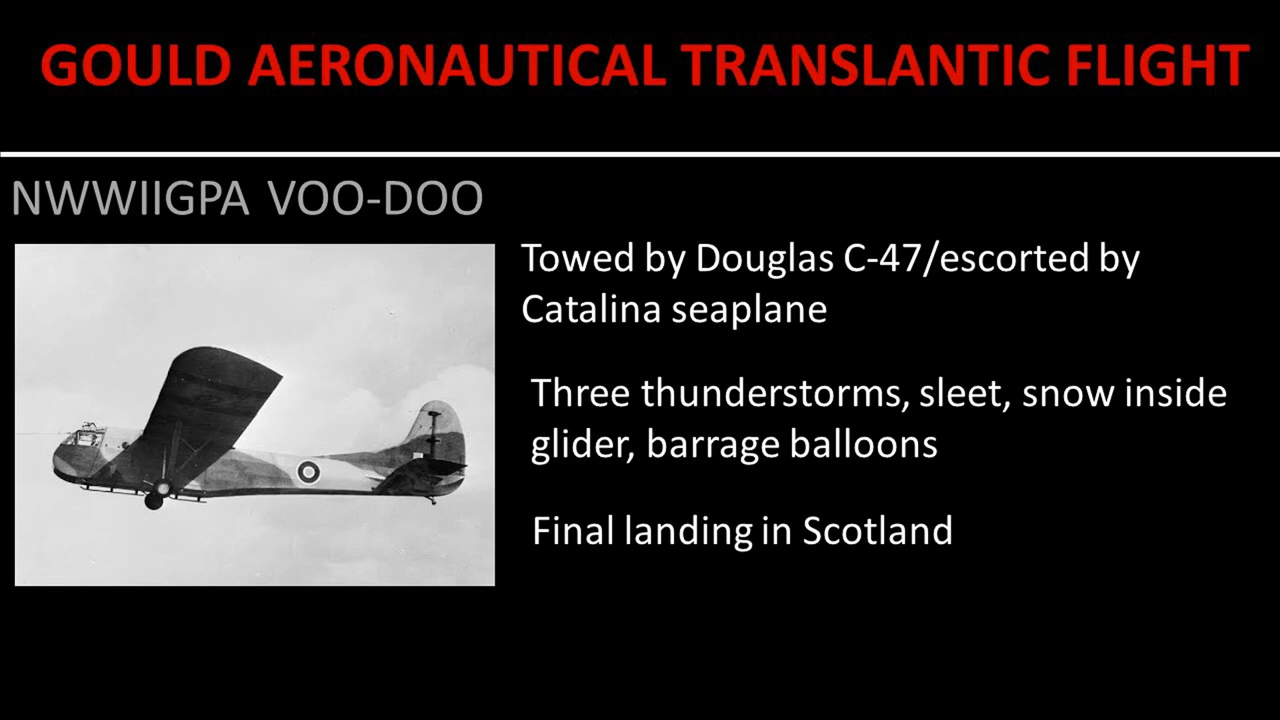 GOULD AERONAUTICAL TRANSLANTIC FLIGHT
NWWIIGPA VOO-DOO
Towed by Douglas C-47/escorted by
Catalina seaplane
Three thunderstorms, sleet, snow inside
glider, barrage balloons
Final landing in Scotland